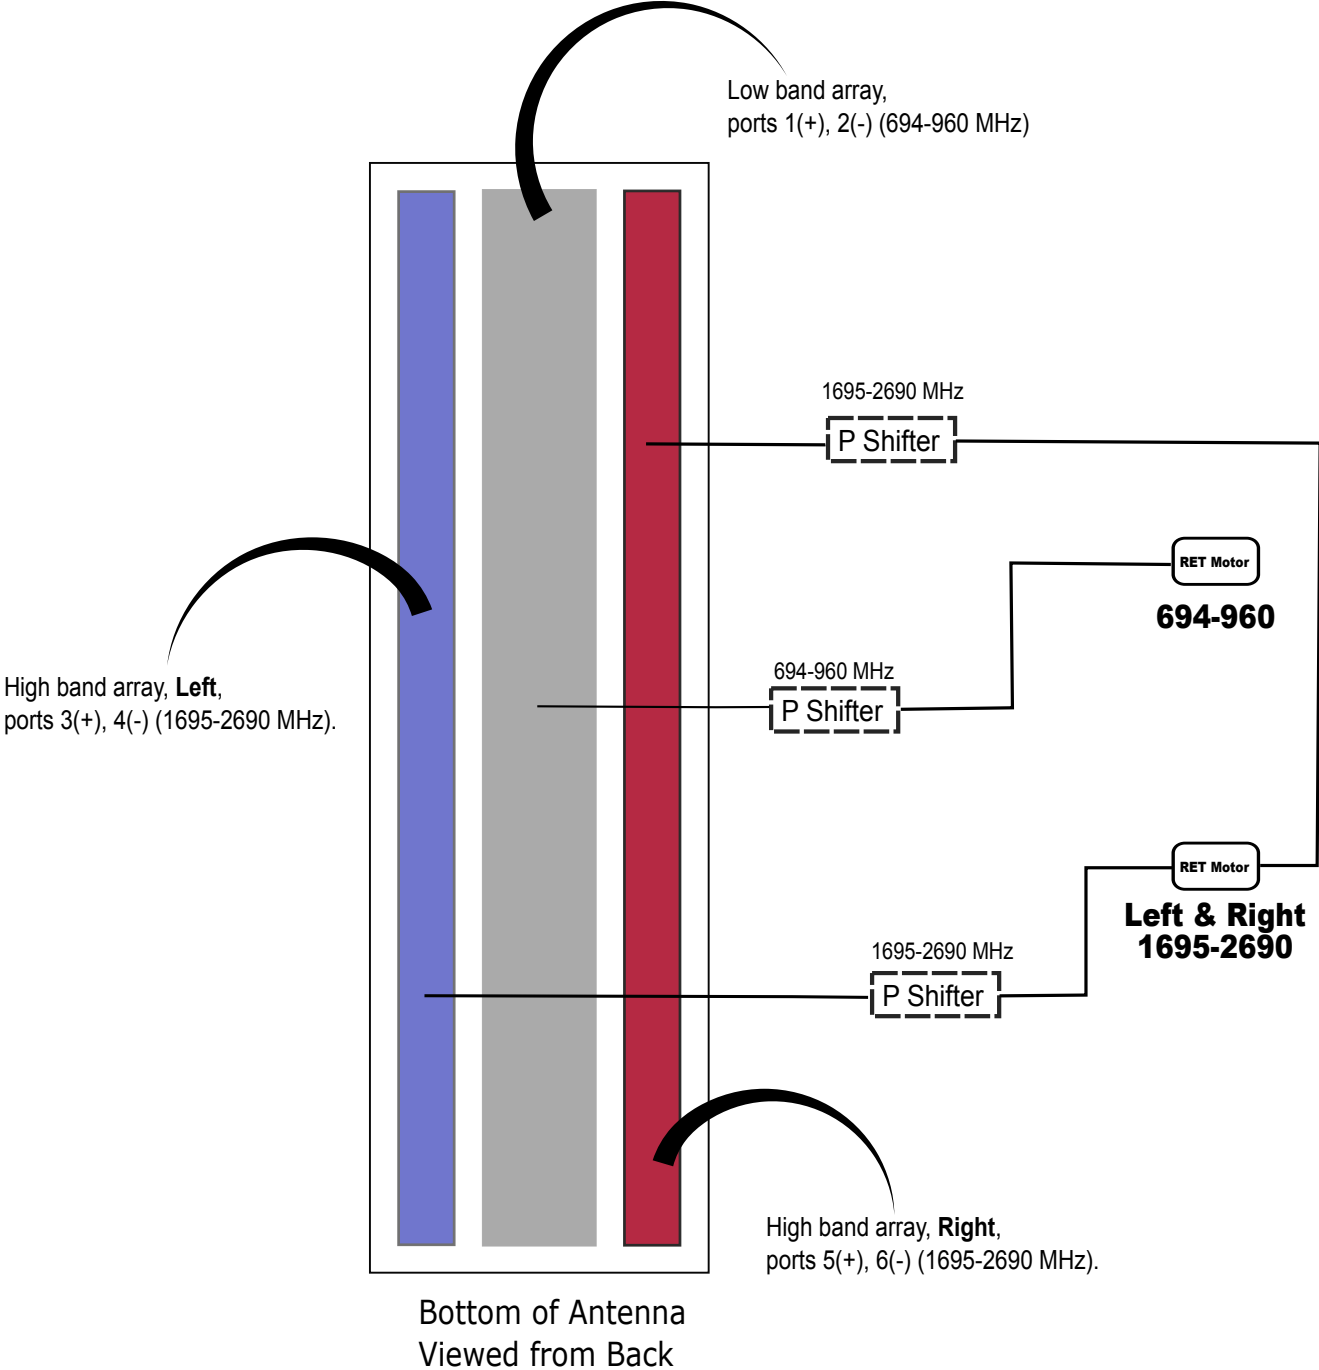 Low band array,
ports 1(+), 2(-) (694-960 MHz)
1695-2690 MHz
P Shifter
RET Motor
694-960
694-960 MHz
P Shifter
High band array, Left,
ports 3(+), 4(-) (1695-2690 MHz).
RET Motor
Left & Right
1695-2690
1695-2690 MHz
P Shifter
High band array, Right,
ports 5(+), 6(-) (1695-2690 MHz).
Bottom of Antenna
Viewed from Back